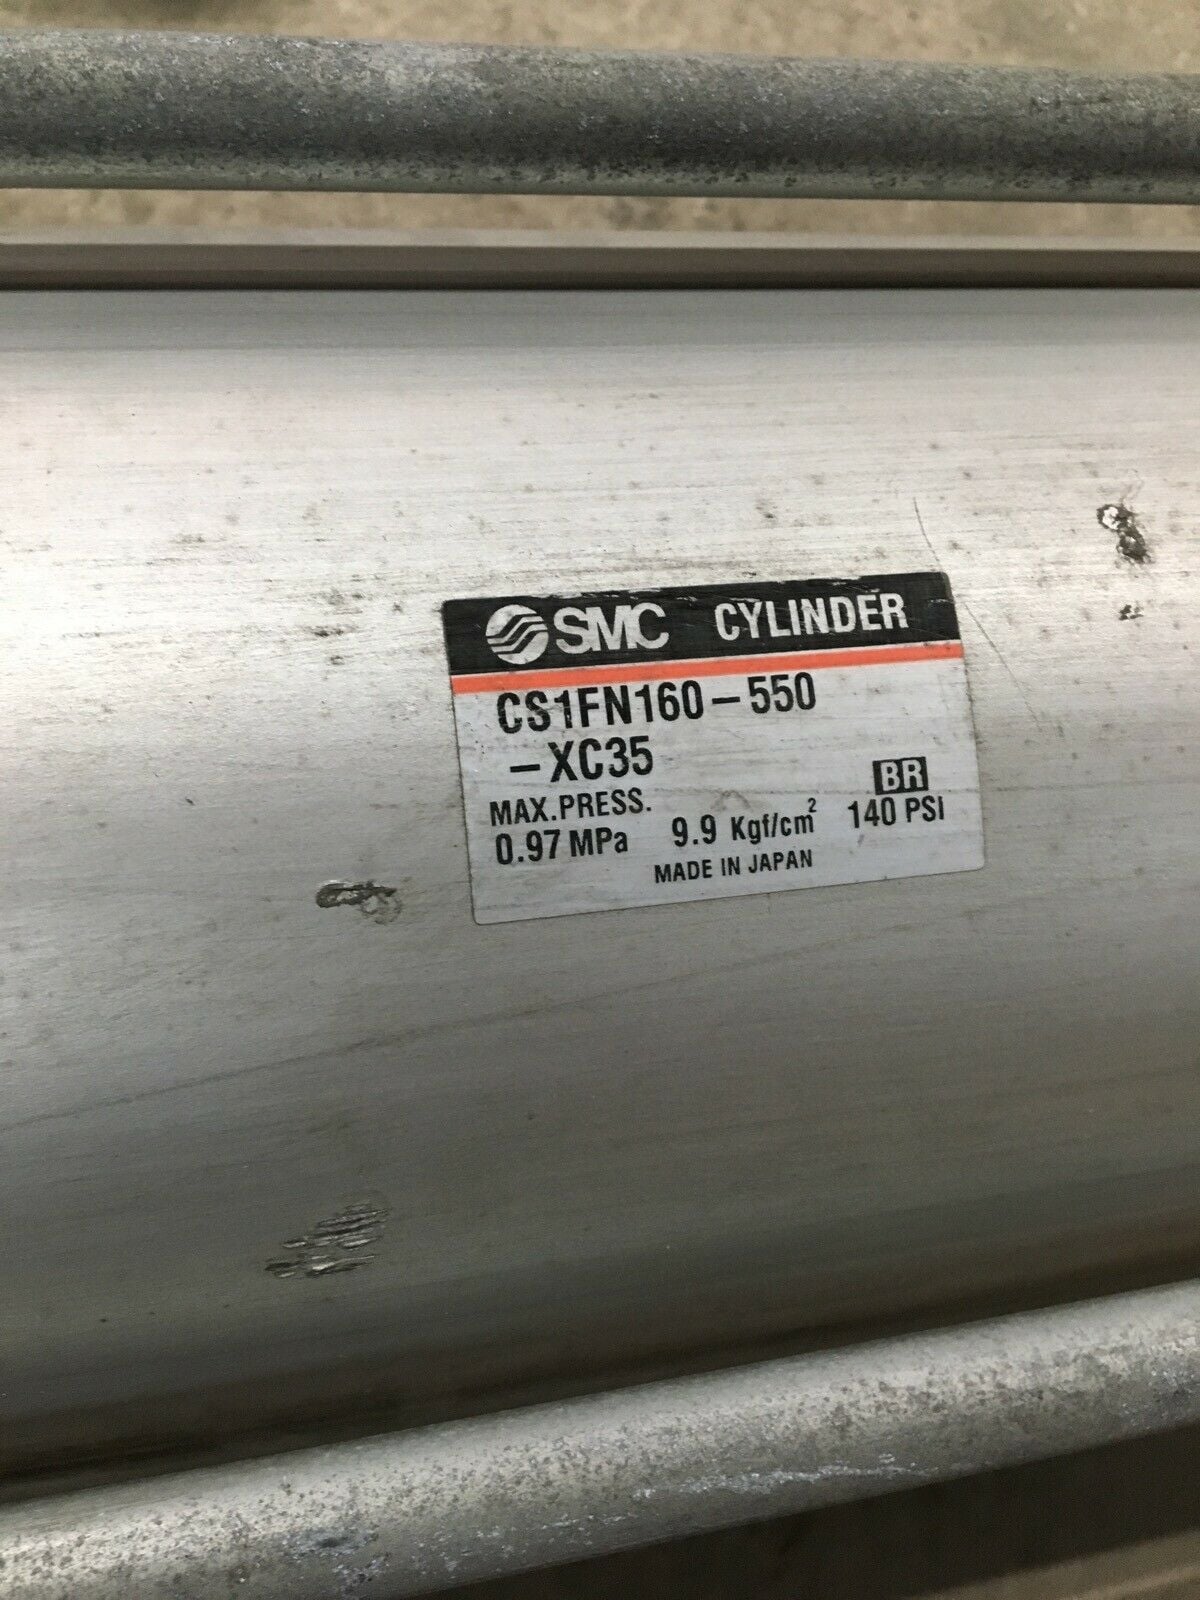 SMC CYLINDER
CS1FN160-550
-XC35
BR
MAX.PRESS.
0.97 MPa 9.9 Kgf/cm² 140 PSI
MADE IN JAPAN